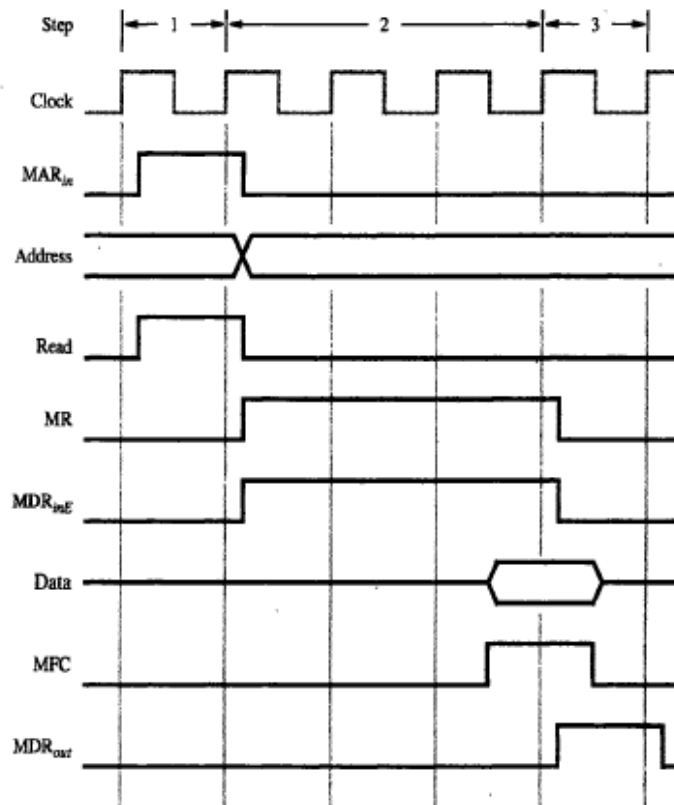 Step 1 2 3
Clock
MAR_in
Address
Read
MR
MDR_inE
Data
MFC
MDR_out